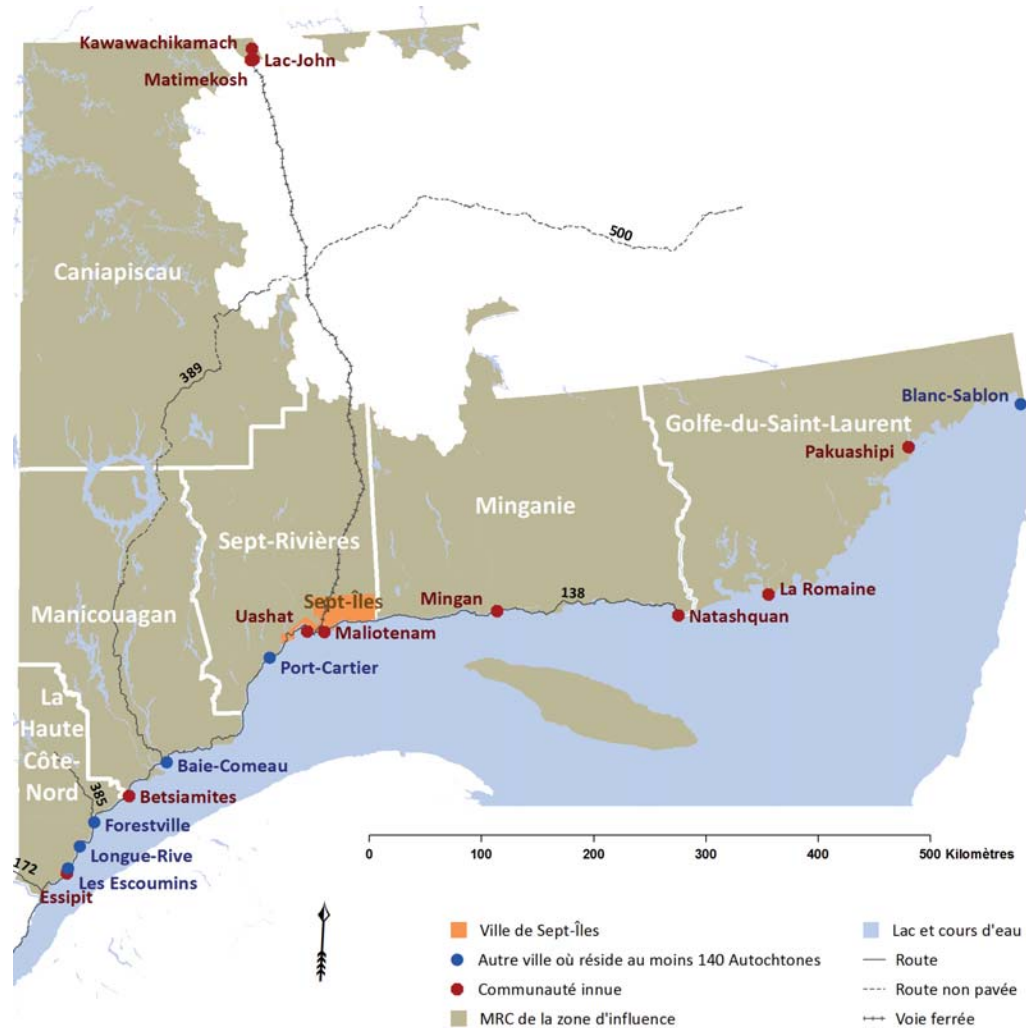 Kawawachikamach
Lac-John
Matimekosh
500
Caniapiscau
389
Blanc-Sablon
Golfe-du-Saint-Laurent
Pakuashipi
Minganie
Sept-Rivières
Sept-Îles
Mingan
138
La Romaine
Manicouagan
Uashat
Maliotenam
Natashquan
Port-Cartier
La
Haute
Côte-
Nord
Baie-Comeau
385
Betsiamites
Forestville
Longue-Rive
172
Les Escoumins
Essipit
0 100 200 300 400 500 Kilomètres
Ville de Sept-Îles
Autre ville où réside au moins 140 Autochtones
Communauté innue
MRC de la zone d'influence
Lac et cours d'eau
Route
Route non pavée
Voie ferrée